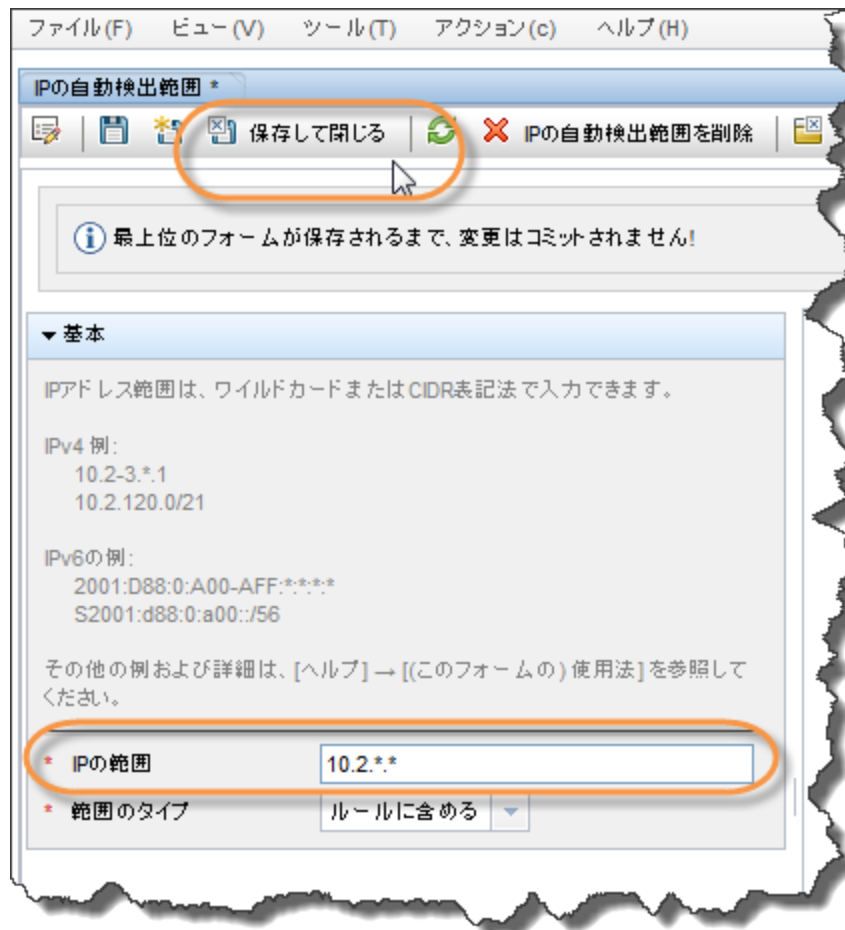 ファイル(F) ビュー(V) ツール(T) アクション(c) ヘルプ(H)
IPの自動検出範囲 *
保存して閉じる IPの自動検出範囲を削除
最上位のフォームが保存されるまで、変更はコミットされません!
基本
IPアドレス範囲は、ワイルドカードまたはCIDR表記法で入力できます。
IPv4 例:
10.2-3.*.1
10.2.120.0/21
IPv6の例:
2001:D88:0:A00-AFF:*:*:*:*
S2001:d88:0:a00::/56
その他の例および詳細は、[ヘルプ]→[(このフォームの)使用法]を参照して
ください。
* IPの範囲 10.2.*.*
* 範囲のタイプ ルールに含める